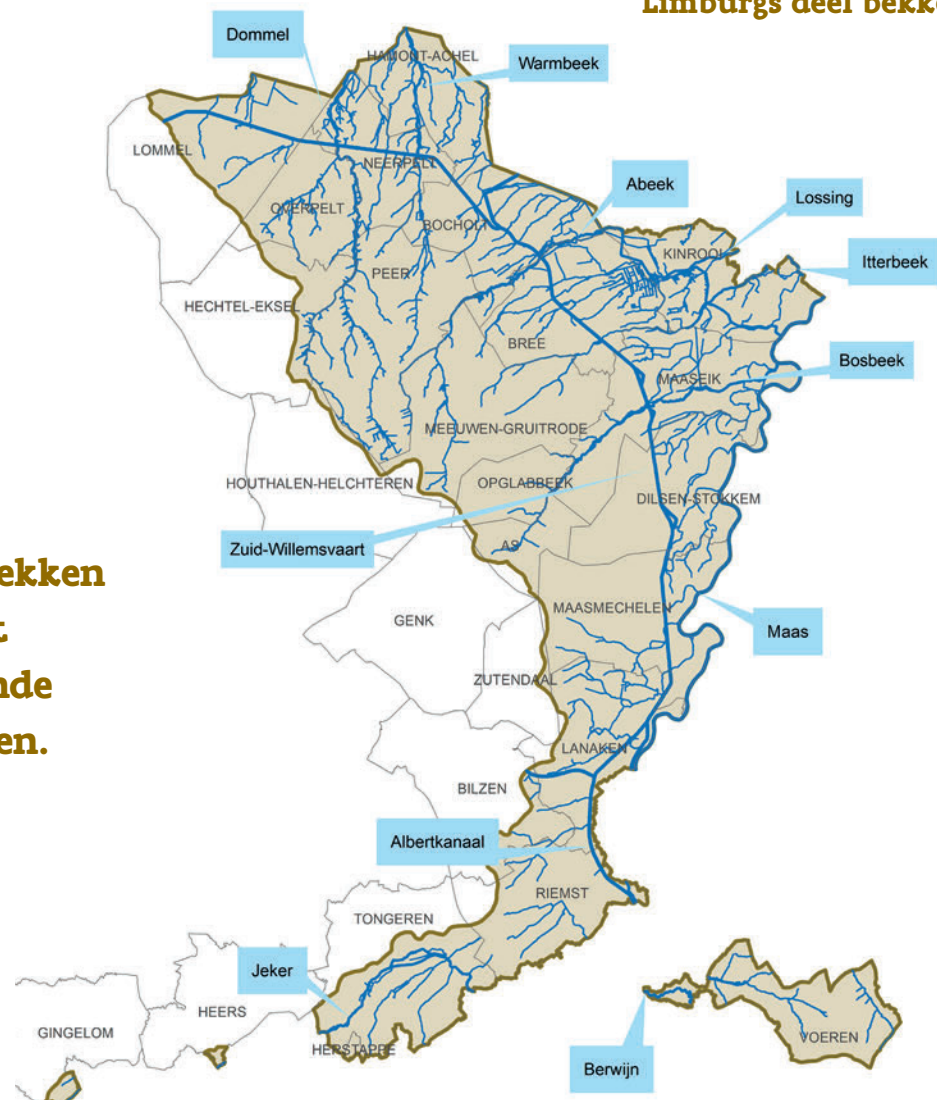 Limburgs deel bekke
Dommel
HAMONT-ACHEL
Warmbeek
LOMMEL
NEERPELT
Abeek
Lossing
OVERPELT
BOCHOLT
KINROOI
Itterbeek
PEER
HECHTEL-EKSEL
BREE
Bosbeek
MAASEIK
MEEUWEN-GRUITRODE
HOUTHALEN-HELCHTEREN
OPGLABBEEK
DILSEN-STOKKEM
Zuid-Willemsvaart
AS
ekken
t
nde
en.
MAASMECHELEN
GENK
Maas
ZUTENDAAL
LANAKEN
BILZEN
Albertkanaal
RIEMST
TONGEREN
Jeker
HEERS
GINGELOM
HERSTAPPE
VOEREN
Berwijn